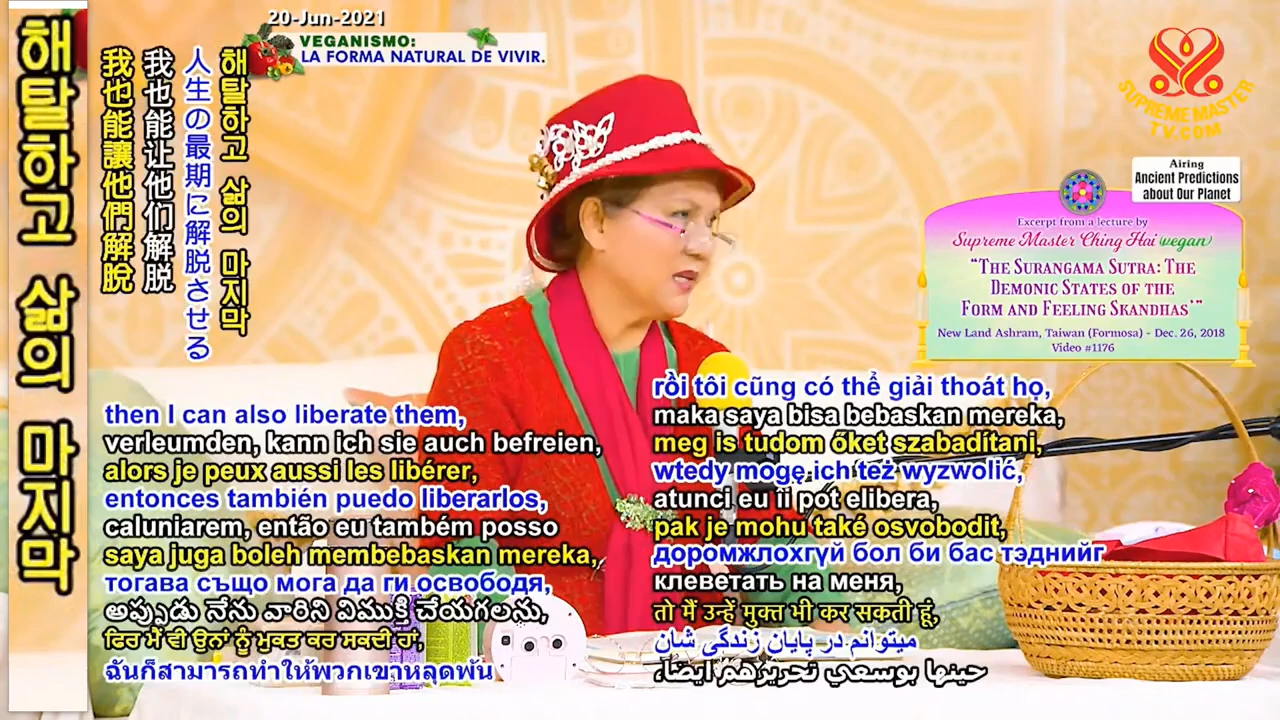 해탈하고 삶의 마지막
20-Jun-2021
VEGANISMO:
LA FORMA NATURAL DE VIVIR.
해탈하고 삶의 마지막
人生の最期に解脱させる
我也能让他们解脱
我也能讓他們解脫
SUPREME MASTER
TV.COM
Airing
Ancient Predictions
about Our Planet
Excerpt from a lecture by
Supreme Master Ching Hai (vegan)
“THE SURANGAMA SUTRA: THE
DEMONIC STATES OF THE
FORM AND FEELING SKANDHAS’”
New Land Ashram, Taiwan (Formosa) - Dec. 26, 2018
Video #1176
then I can also liberate them,
verleumden, kann ich sie auch befreien,
alors je peux aussi les libérer,
entonces también puedo liberarlos,
caluniarem, então eu também posso
saya juga boleh membebaskan mereka,
тогава също мога да ги освободя,
అప్పుడు నేను వారిని విముక్తి చేయగలను,
ਫਿਰ ਮੈਂ ਵੀ ਉਨਾਂ ਨੂੰ ਮੁਕਤ ਕਰ ਸਕਦੀ ਹਾਂ,
ฉันก็สามารถทำให้พวกเขาหลุดพ้น
rồi tôi cũng có thể giải thoát họ,
maka saya bisa bebaskan mereka,
meg is tudom őket szabadítani,
wtedy mogę ich też wyzwolić,
atunci eu îi pot elibera,
pak je mohu také osvobodit,
доромжлохгүй бол би бас тэднийг
клеветать на меня,
तो मैं उन्हें मुक्त भी कर सकती हूं,
میتوانم در پایان زندگی شان
حينها بوسعي تحريرهم أيضاً،